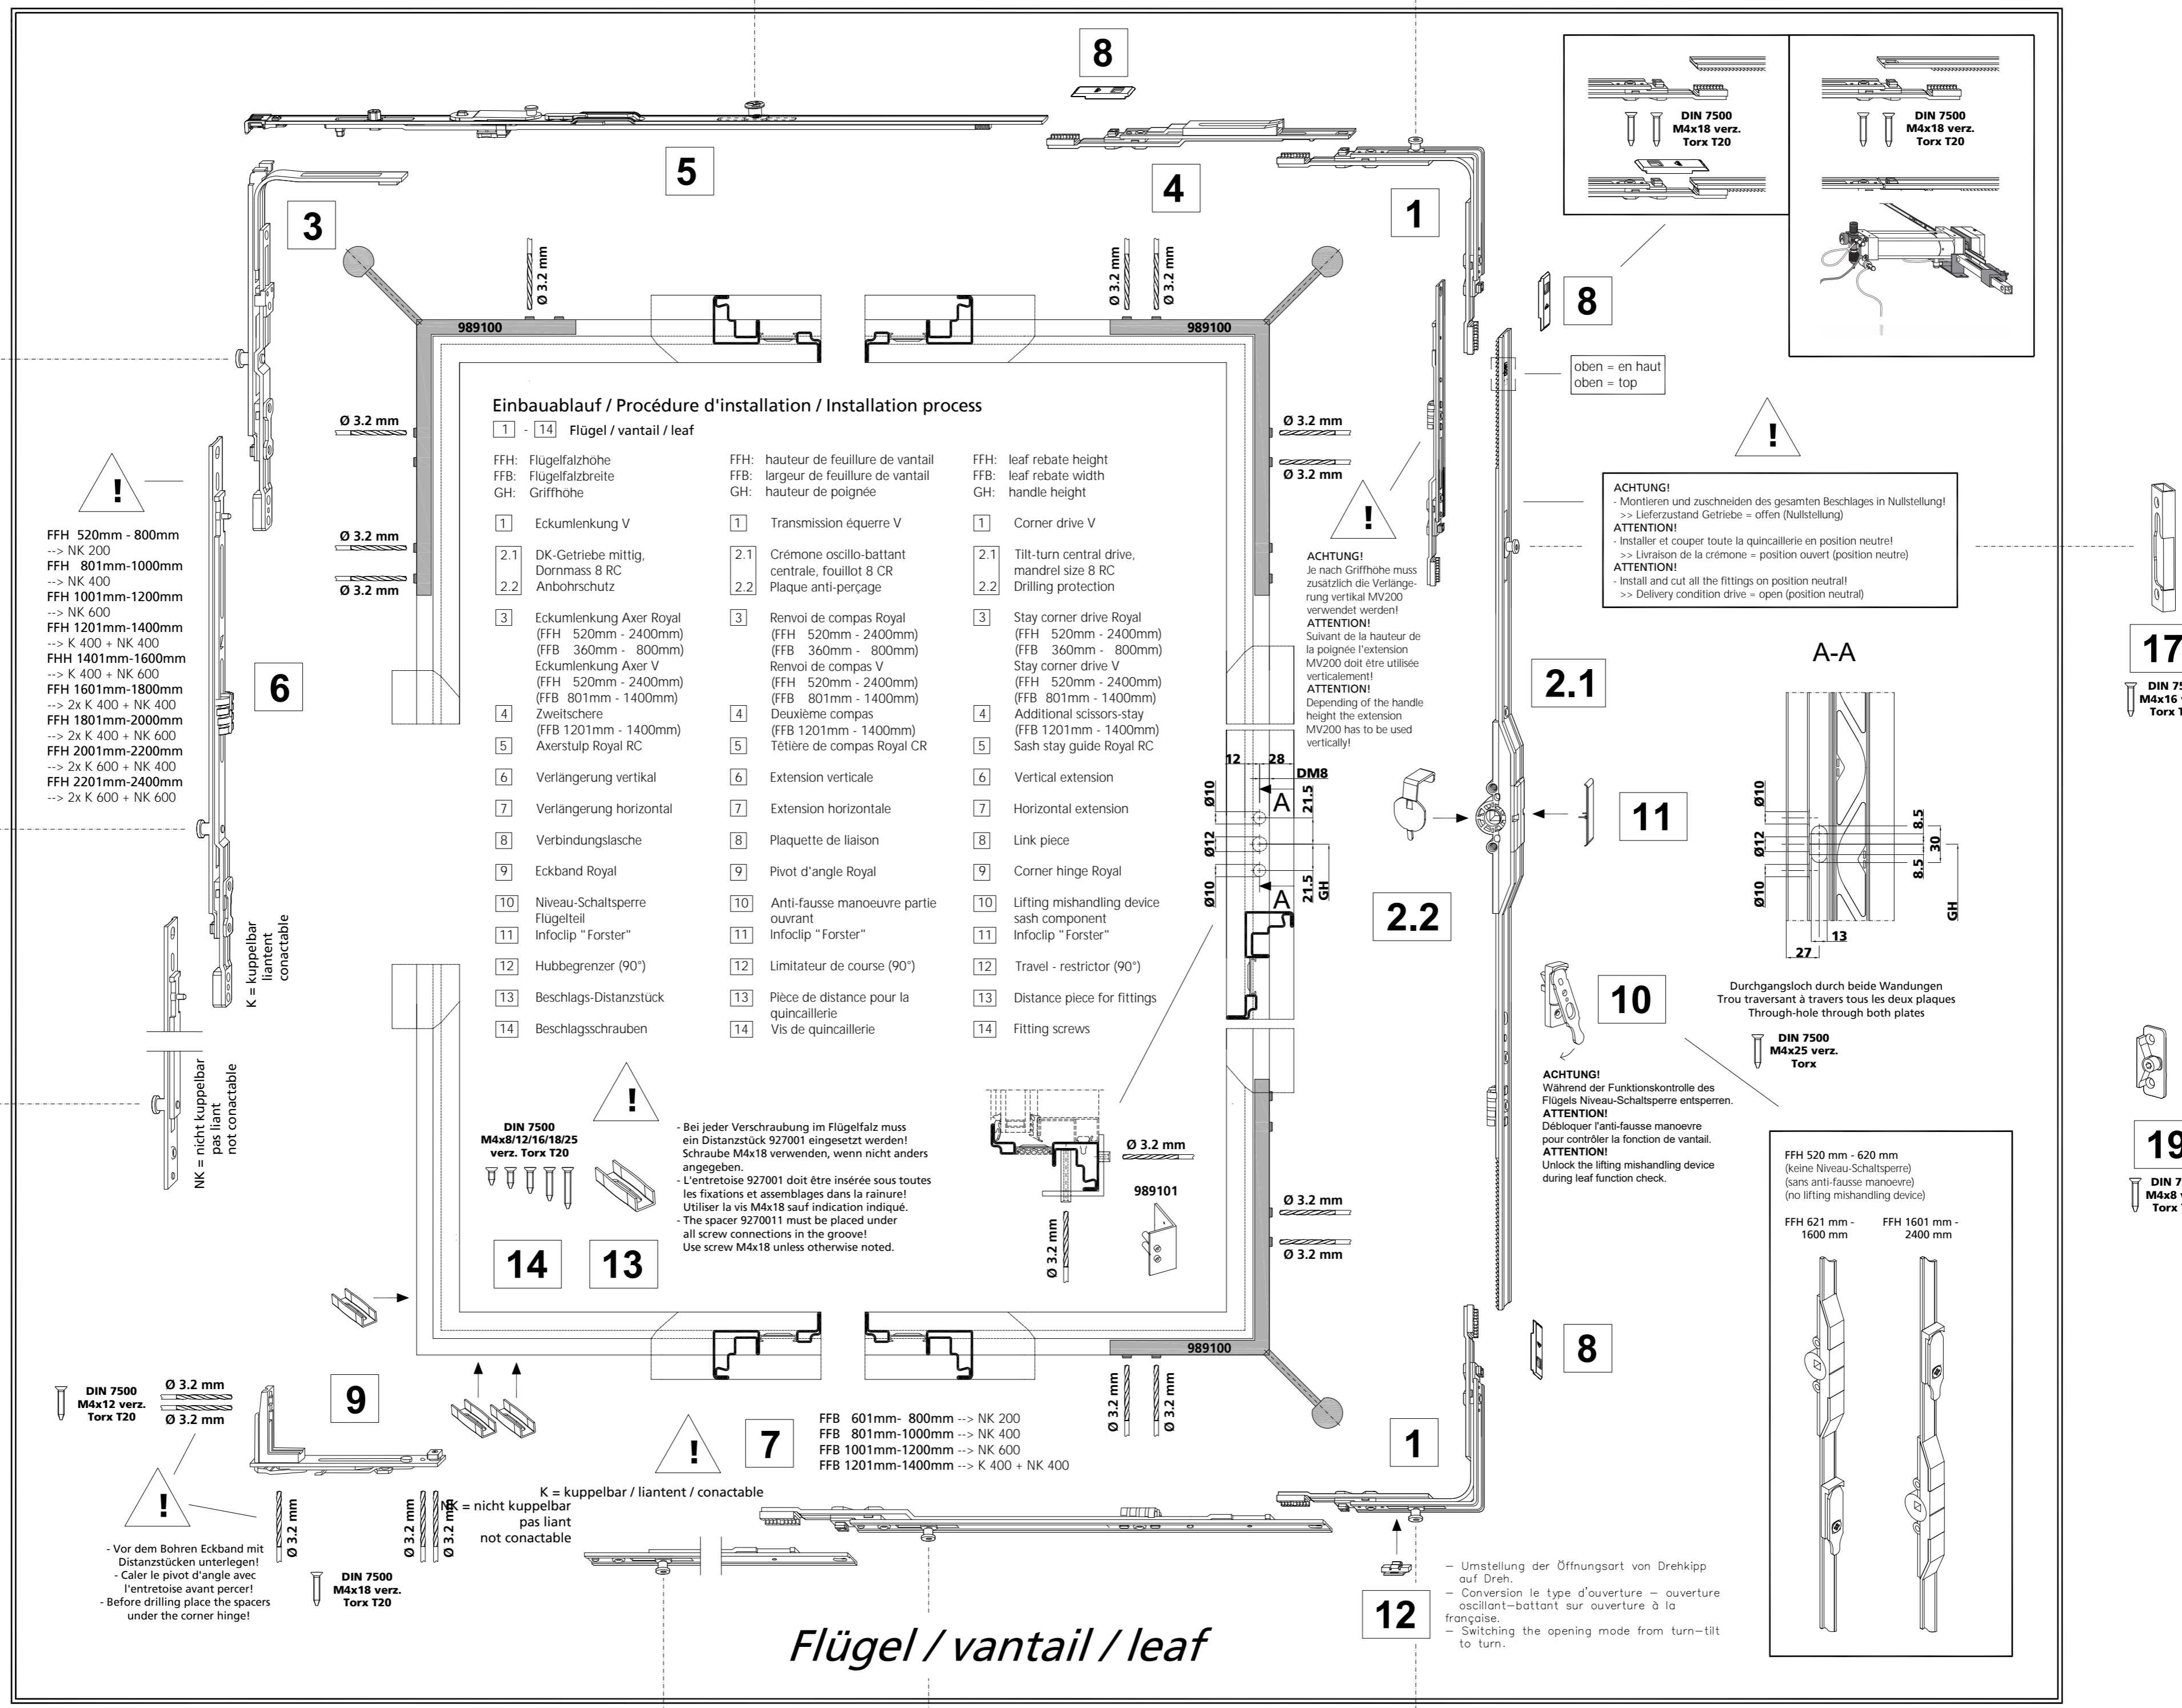 8
DIN 7500
M4x18 verz.
Torx T20
DIN 7500
M4x18 verz.
Torx T20
5
4
1
3
8
Ø 3.2 mm
Ø 3.2 mm
Ø 3.2 mm
989100
989100
oben = en haut
oben = top
Einbauablauf / Procédure d'installation / Installation process
1 - 14 Flügel / vantail / leaf
FFH: Flügelfalzhöhe
FFB: Flügelfalzbreite
GH: Griffhöhe
1 Eckumlenkung V
2.1 DK-Getriebe mittig,
Dornmass 8 RC
2.2 Anbohrschutz
3 Eckumlenkung Axer Royal
(FFH 520mm - 2400mm)
(FFB 360mm - 800mm)
Eckumlenkung Axer V
(FFH 520mm - 2400mm)
(FFB 801mm - 1400mm)
4 Zweitschere
(FFB 1201mm - 1400mm)
5 Axerstulp Royal RC
6 Verlängerung vertikal
7 Verlängerung horizontal
8 Verbindungslasche
9 Eckband Royal
10 Niveau-Schaltsperre
Flügelteil
11 Infoclip "Forster"
12 Hubbegrenzer (90°)
13 Beschlags-Distanzstück
14 Beschlagsschrauben
FFH: hauteur de feuillure de vantail
FFB: largeur de feuillure de vantail
GH: hauteur de poignée
1 Transmission équerre V
2.1 Crémone oscillo-battant
centrale, fouillot 8 CR
2.2 Plaque anti-perçage
3 Renvoi de compas Royal
(FFH 520mm - 2400mm)
(FFB 360mm - 800mm)
Renvoi de compas V
(FFH 520mm - 2400mm)
(FFB 801mm - 1400mm)
4 Deuxième compas
(FFB 1201mm - 1400mm)
5 Têtière de compas Royal CR
6 Extension verticale
7 Extension horizontale
8 Plaquette de liaison
9 Pivot d'angle Royal
10 Anti-fausse manoeuvre partie
ouvrant
11 Infoclip "Forster"
12 Limitateur de course (90°)
13 Pièce de distance pour la
quincaillerie
14 Vis de quincaillerie
FFH: leaf rebate height
FFB: leaf rebate width
GH: handle height
1 Corner drive V
2.1 Tilt-turn central drive,
mandrel size 8 RC
2.2 Drilling protection
3 Stay corner drive Royal
(FFH 520mm - 2400mm)
(FFB 360mm - 800mm)
Stay corner drive V
(FFH 520mm - 2400mm)
(FFB 801mm - 1400mm)
4 Additional scissors-stay
(FFB 1201mm - 1400mm)
5 Sash stay guide Royal RC
6 Vertical extension
7 Horizontal extension
8 Link piece
9 Corner hinge Royal
10 Lifting mishandling device
sash component
11 Infoclip "Forster"
12 Travel - restrictor (90°)
13 Distance piece for fittings
14 Fitting screws
Ø 3.2 mm
Ø 3.2 mm
Ø 3.2 mm
Ø 3.2 mm
Ø 3.2 mm
!
FFH 520mm - 800mm
--> NK 200
FFH 801mm-1000mm
--> NK 400
FFH 1001mm-1200mm
--> NK 600
FFH 1201mm-1400mm
--> K 400 + NK 400
FHH 1401mm-1600mm
--> K 400 + NK 600
FFH 1601mm-1800mm
--> 2x K 400 + NK 400
FFH 1801mm-2000mm
--> 2x K 400 + NK 600
FFH 2001mm-2200mm
--> 2x K 600 + NK 400
FFH 2201mm-2400mm
--> 2x K 600 + NK 600
6
K = kuppelbar
liantent
conactable
NK = nicht kuppelbar
pas liant
not conactable
!
ACHTUNG!
Je nach Griffhöhe muss
zusätzlich die Verlänge-
rung vertikal MV200
verwendet werden!
ATTENTION!
Suivant de la hauteur de
la poignée l'extension
MV200 doit être utilisée
verticalement!
ATTENTION!
Depending of the handle
height the extension
MV200 has to be used
vertically!
!
ACHTUNG!
- Montieren und zuschneiden des gesamten Beschlages in Nullstellung!
>> Lieferzustand Getriebe = offen (Nullstellung)
ATTENTION!
- Installer et couper toute la quincaillerie en position neutre!
>> Livraison de la crémone = position ouvert (position neutre)
ATTENTION!
- Install and cut all the fittings on position neutral!
>> Delivery condition drive = open (position neutral)
2.1
A-A
12
28
DM8
Ø10
A
21.5
Ø12
Ø10
A
21.5
GH
2.2
11
Ø10
Ø12
Ø10
8.5
30
8.5
GH
13
27
Durchgangsloch durch beide Wandungen
Trou traversant à travers tous les deux plaques
Through-hole through both plates
DIN 7500
M4x25 verz.
Torx
10
ACHTUNG!
Während der Funktionskontrolle des
Flügels Niveau-Schaltsperre entsperren.
ATTENTION!
Débloquer l'anti-fausse manoevre
pour contrôler la fonction de vantail.
ATTENTION!
Unlock the lifting mishandling device
during leaf function check.
FFH 520 mm - 620 mm
(keine Niveau-Schaltsperre)
(sans anti-fausse manoevre)
(no lifting mishandling device)
FFH 621 mm -
1600 mm
FFH 1601 mm -
2400 mm
17
19
!
DIN 7500
M4x8/12/16/18/25
verz. Torx T20
- Bei jeder Verschraubung im Flügelfalz muss
ein Distanzstück 927001 eingesetzt werden!
Schraube M4x18 verwenden, wenn nicht anders
angegeben.
- L'entretoise 927001 doit être insérée sous toutes
les fixations et assemblages dans la rainure!
Utiliser la vis M4x18 sauf indication indiqué.
- The spacer 9270011 must be placed under
all screw connections in the groove!
Use screw M4x18 unless otherwise noted.
14
13
Ø 3.2 mm
989101
Ø 3.2 mm
Ø 3.2 mm
Ø 3.2 mm
989100
8
DIN 7500
M4x12 verz.
Torx T20
Ø 3.2 mm
Ø 3.2 mm
9
!
- Vor dem Bohren Eckband mit
Distanzstücken unterlegen!
- Caler le pivot d'angle avec
l'entretoise avant percer!
- Before drilling place the spacers
under the corner hinge!
Ø 3.2 mm
Ø 3.2 mm
Ø 3.2 mm
DIN 7500
M4x18 verz.
Torx T20
!
7
FFB 601mm- 800mm --> NK 200
FFB 801mm-1000mm --> NK 400
FFB 1001mm-1200mm --> NK 600
FFB 1201mm-1400mm --> K 400 + NK 400
Ø 3.2 mm
Ø 3.2 mm
K = kuppelbar / liantent / conactable
NK = nicht kuppelbar
pas liant
not conactable
1
12
- Umstellung der Öffnungsart von Drehkipp
auf Dreh.
- Conversion le type d'ouverture - ouverture
oscillant-battant sur ouverture à la
française.
- Switching the opening mode from turn-tilt
to turn.
Flügel / vantail / leaf